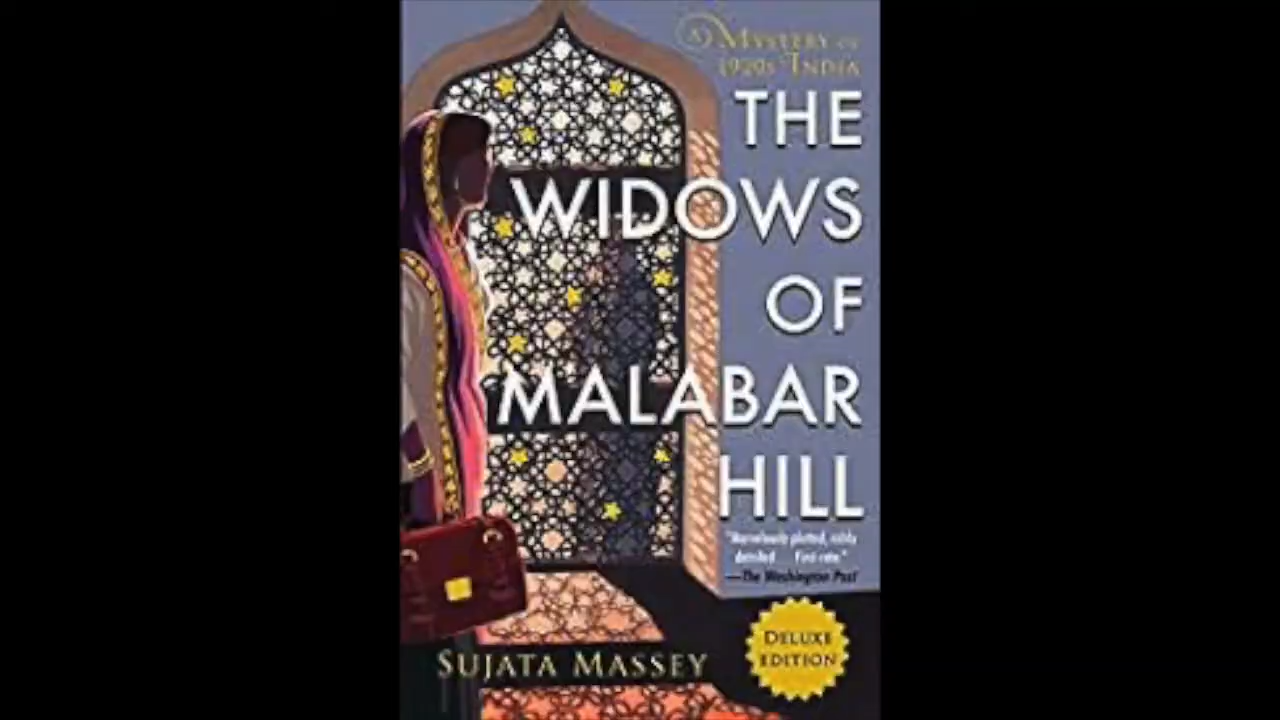 A MYSTERY OF
1920s INDIA
THE
WIDOWS
OF
MALABAR
HILL
"Marvelously plotted, richly
detailed . . . First-rate."
—The Washington Post
DELUXE
EDITION
SUJATA MASSEY